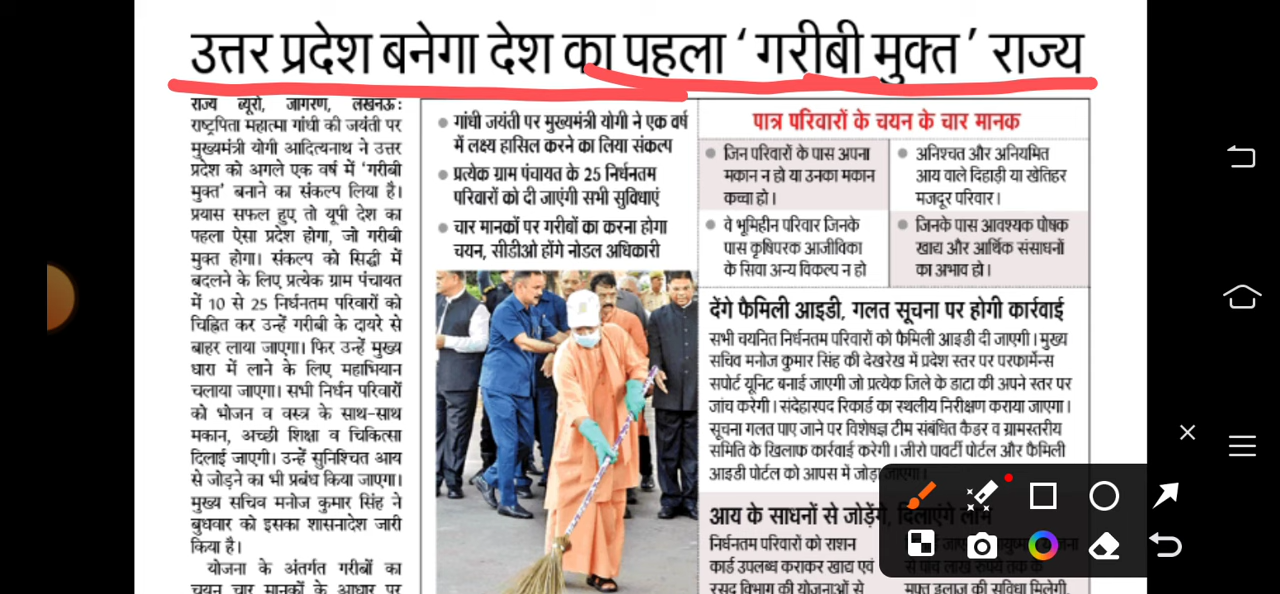 उत्तर प्रदेश बनेगा देश का पहला ‘गरीबी मुक्त’ राज्य
राज्य ब्यूरो, जागरण, लखनऊ:
राष्ट्रपिता महात्मा गांधी की जयंती पर
मुख्यमंत्री योगी आदित्यनाथ ने उत्तर
प्रदेश को अगले एक वर्ष में ‘गरीबी
मुक्त’ बनाने का संकल्प लिया है।
प्रयास सफल हुए तो यूपी देश का
पहला ऐसा प्रदेश होगा, जो गरीबी
मुक्त होगा। संकल्प को सिद्धी में
बदलने के लिए प्रत्येक ग्राम पंचायत
में 10 से 25 निर्धनतम परिवारों को
चिह्नित कर उन्हें गरीबी के दायरे से
बाहर लाया जाएगा। फिर उन्हें मुख्य
धारा में लाने के लिए महाभियान
चलाया जाएगा। सभी निर्धन परिवारों
को भोजन व वस्त्र के साथ-साथ
मकान, अच्छी शिक्षा व चिकित्सा
दिलाई जाएगी। उन्हें सुनिश्चित आय
से जोड़ने का भी प्रबंध किया जाएगा।
मुख्य सचिव मनोज कुमार सिंह ने
बुधवार को इसका शासनादेश जारी
किया है।
योजना के अंतर्गत गरीबों का
चयन चार मानकों के आधार पर
गांधी जयंती पर मुख्यमंत्री योगी ने एक वर्ष
में लक्ष्य हासिल करने का लिया संकल्प
प्रत्येक ग्राम पंचायत के 25 निर्धनतम
परिवारों को दी जाएंगी सभी सुविधाएं
चार मानकों पर गरीबों का करना होगा
चयन, सीडीओ होंगे नोडल अधिकारी
पात्र परिवारों के चयन के चार मानक
जिन परिवारों के पास अपना
मकान न हो या उनका मकान
कच्चा हो।
वे भूमिहीन परिवार जिनके
पास कृषिपरक आजीविका
के सिवा अन्य विकल्प न हो
अनिश्चत और अनियमित
आय वाले दिहाड़ी या खेतिहर
मजदूर परिवार।
जिनके पास आवश्यक पोषक
खाद्य और आर्थिक संसाधनों
का अभाव हो।
देंगे फैमिली आइडी, गलत सूचना पर होगी कार्रवाई
सभी चयनित निर्धनतम परिवारों को फैमिली आइडी दी जाएगी। मुख्य
सचिव मनोज कुमार सिंह की देखरेख में प्रदेश स्तर पर परफार्मेन्स
सपोर्ट यूनिट बनाई जाएगी जो प्रत्येक जिले के डाटा की अपने स्तर पर
जांच करेगी। संदेहास्पद रिकार्ड का स्थलीय निरीक्षण कराया जाएगा।
सूचना गलत पाए जाने पर विशेषज्ञ टीम संबंधित कैडर व ग्रामस्तरीय
समिति के खिलाफ कार्रवाई करेगी। जीरो पावर्टी पोर्टल और फैमिली
आइडी पोर्टल को आपस में जोड़ा जाएगा।
आय के साधनों से जोड़ेंगे, दिलाएंगे लाभ
निर्धनतम परिवारों को राशन
कार्ड उपलब्ध कराकर खाद्य एवं
रसद विभाग की योजनाओं से
से पांच लाख रुपये तक के
मुफ्त इलाज की सुविधा मिलेगी,